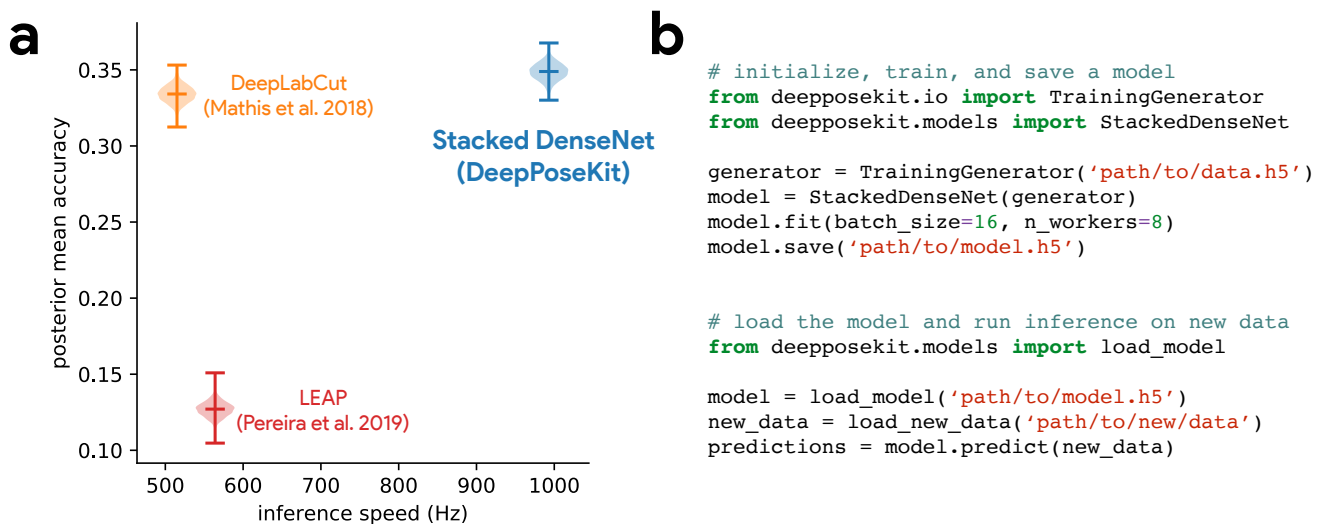 a
posterior mean accuracy
0.35
0.30
0.25
0.20
0.15
0.10
500 600 700 800 900 1000
inference speed (Hz)
DeepLabCut
(Mathis et al. 2018)
Stacked DenseNet
(DeepPoseKit)
LEAP
(Pereira et al. 2019)
b
# initialize, train, and save a model
from deepposekit.io import TrainingGenerator
from deepposekit.models import StackedDenseNet
generator = TrainingGenerator(‘path/to/data.h5’)
model = StackedDenseNet(generator)
model.fit(batch_size=16, n_workers=8)
model.save(‘path/to/model.h5’)
# load the model and run inference on new data
from deepposekit.models import load_model
model = load_model(‘path/to/model.h5’)
new_data = load_new_data(‘path/to/new/data’)
predictions = model.predict(new_data)